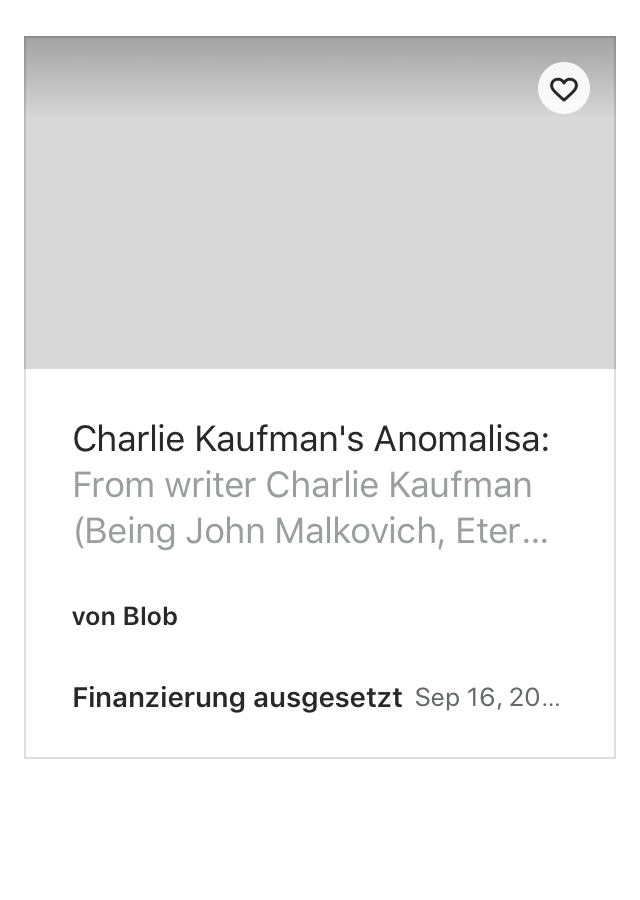 Charlie Kaufman's Anomalisa:
From writer Charlie Kaufman
(Being John Malkovich, Eter...
von Blob
Finanzierung ausgesetzt Sep 16, 20...